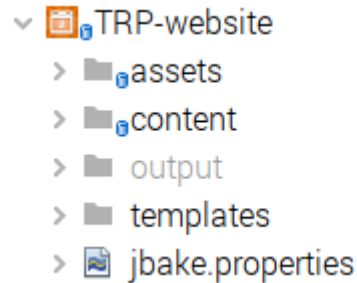 TRP-website
assets
content
output
templates
jbake.properties